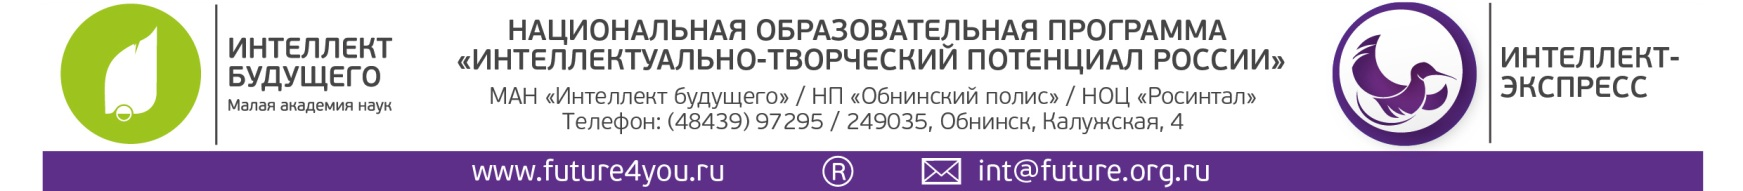 ИНТЕЛЛЕКТ
БУДУЩЕГО
Малая академия наук
НАЦИОНАЛЬНАЯ ОБРАЗОВАТЕЛЬНАЯ ПРОГРАММА
«ИНТЕЛЛЕКТУАЛЬНО-ТВОРЧЕСКИЙ ПОТЕНЦИАЛ РОССИИ»
МАН «Интеллект будущего» / НП «Обнинский полис» / НОЦ «Росинтал»
Телефон: (48439) 97295 / 249035, Обнинск, Калужская, 4
ИНТЕЛЛЕКТ-
ЭКСПРЕСС
www.future4you.ru ® int@future.org.ru